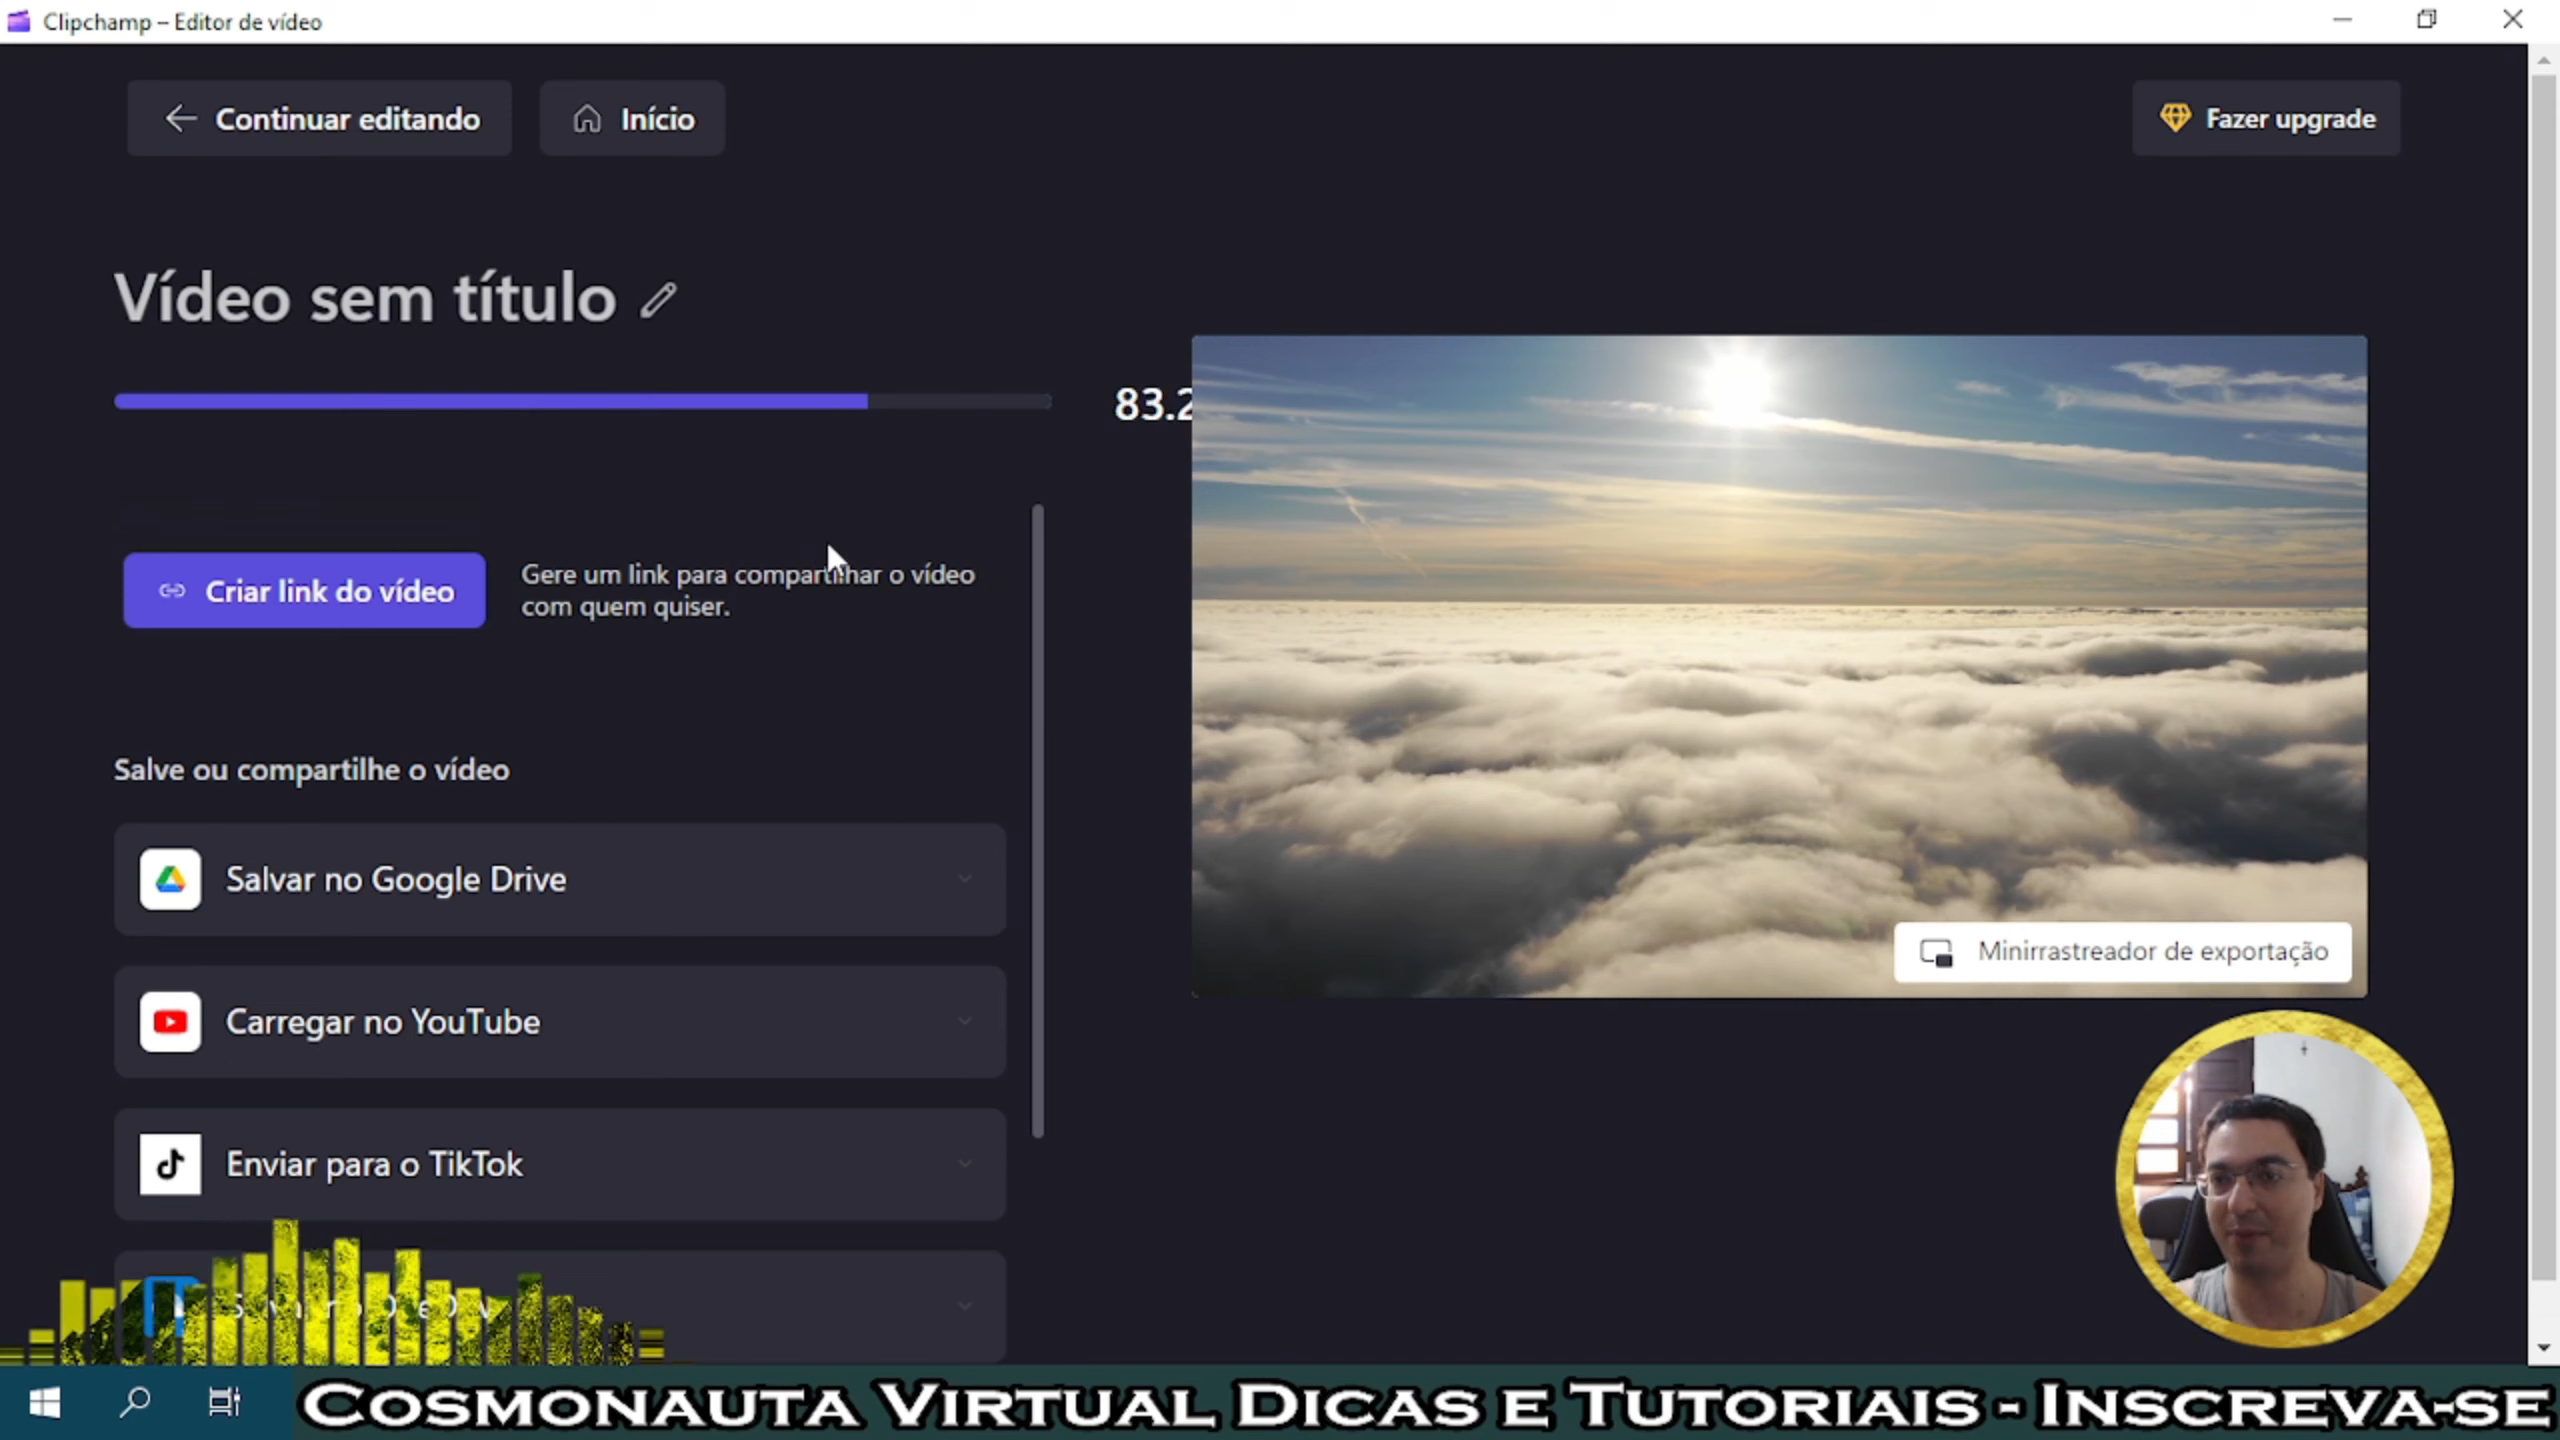 Clipchamp – Editor de vídeo
Continuar editando
Início
Fazer upgrade
Vídeo sem título
83.2
Criar link do vídeo
Gere um link para compartilhar o vídeo
com quem quiser.
Salve ou compartilhe o vídeo
Salvar no Google Drive
Carregar no YouTube
Enviar para o TikTok
Minirrastreador de exportação
Cosmonauta Virtual Dicas e Tutoriais - Inscreva-se